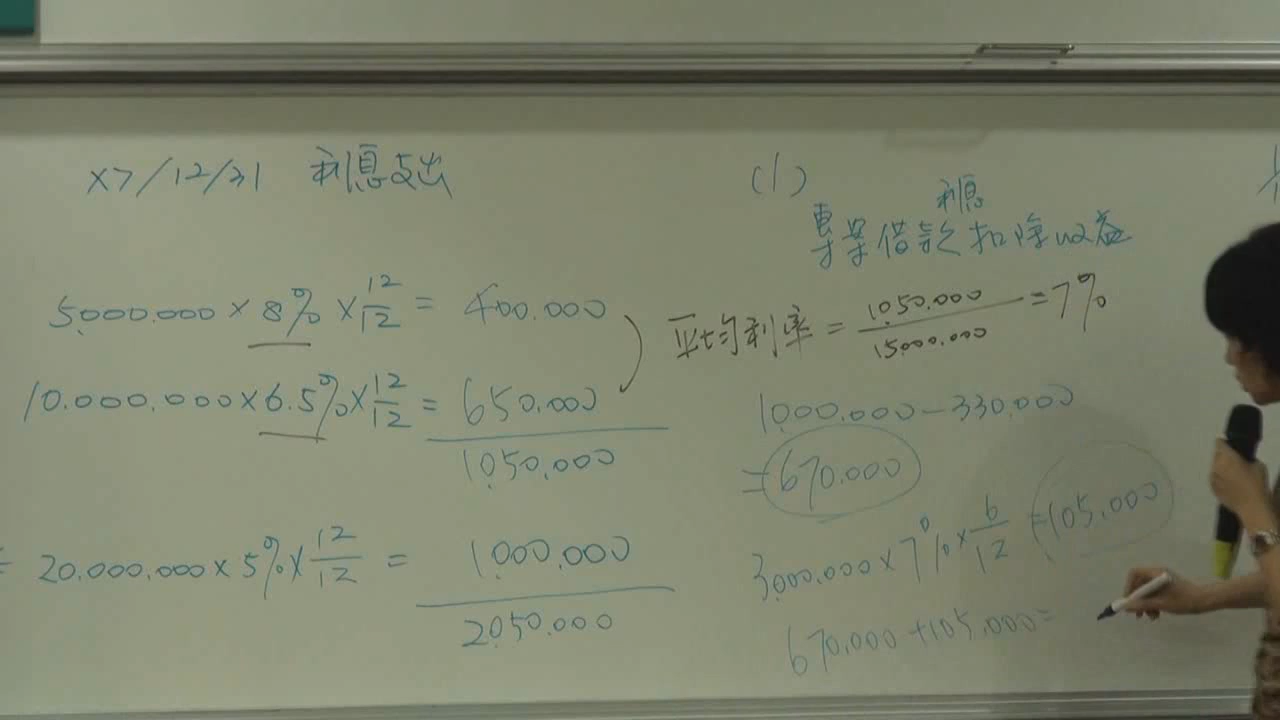 X7/12/31 利息支出
5,000,000 × 8% × 12/12 = 400,000
10,000,000 × 6.5% × 12/12 = 650,000
1,050,000
= 20,000,000 × 5% × 12/12 = 1,000,000
2,050,000
(1)
利息
專案借款扣除收益
平均利率 = 1,050,000/15,000,000 = 7%
1,000,000 - 330,000
= 670,000
3,000,000 × 7% × 6/12 = 105,000
670,000 + 105,000 =